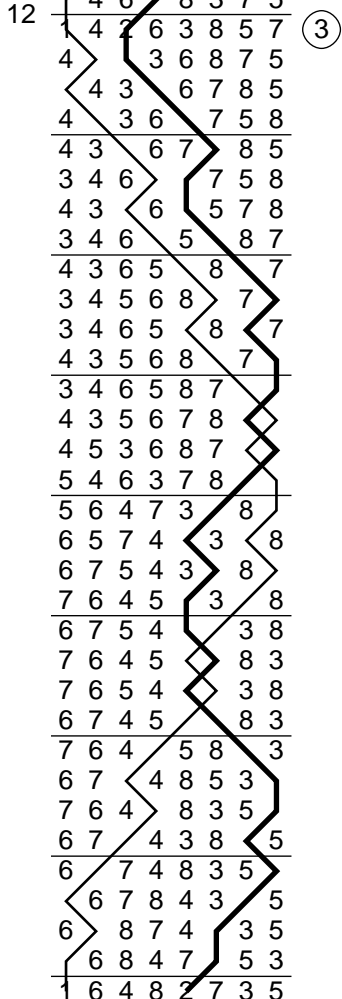 4 6 8 3 7 5
12 1 4 2 6 3 8 5 7 3
4 3 6 8 7 5
4 3 6 7 8 5
4 3 6 7 5 8
4 3 6 7 8 5
3 4 6 7 5 8
4 3 6 5 7 8
3 4 6 5 8 7
4 3 6 5 8 7
3 4 5 6 8 7
3 4 6 5 8 7
4 3 5 6 8 7
3 4 6 5 8 7
4 3 5 6 7 8
4 5 3 6 8 7
5 4 6 3 7 8
5 6 4 7 3 8
6 5 7 4 3 8
6 7 5 4 3 8
7 6 4 5 3 8
6 7 5 4 3 8
7 6 4 5 8 3
7 6 5 4 3 8
6 7 4 5 8 3
7 6 4 5 8 3
6 7 4 8 5 3
7 6 4 8 3 5
6 7 4 3 8 5
6 7 4 8 3 5
6 7 8 4 3 5
6 8 7 4 3 5
6 8 4 7 5 3
1 6 4 8 2 7 3 5